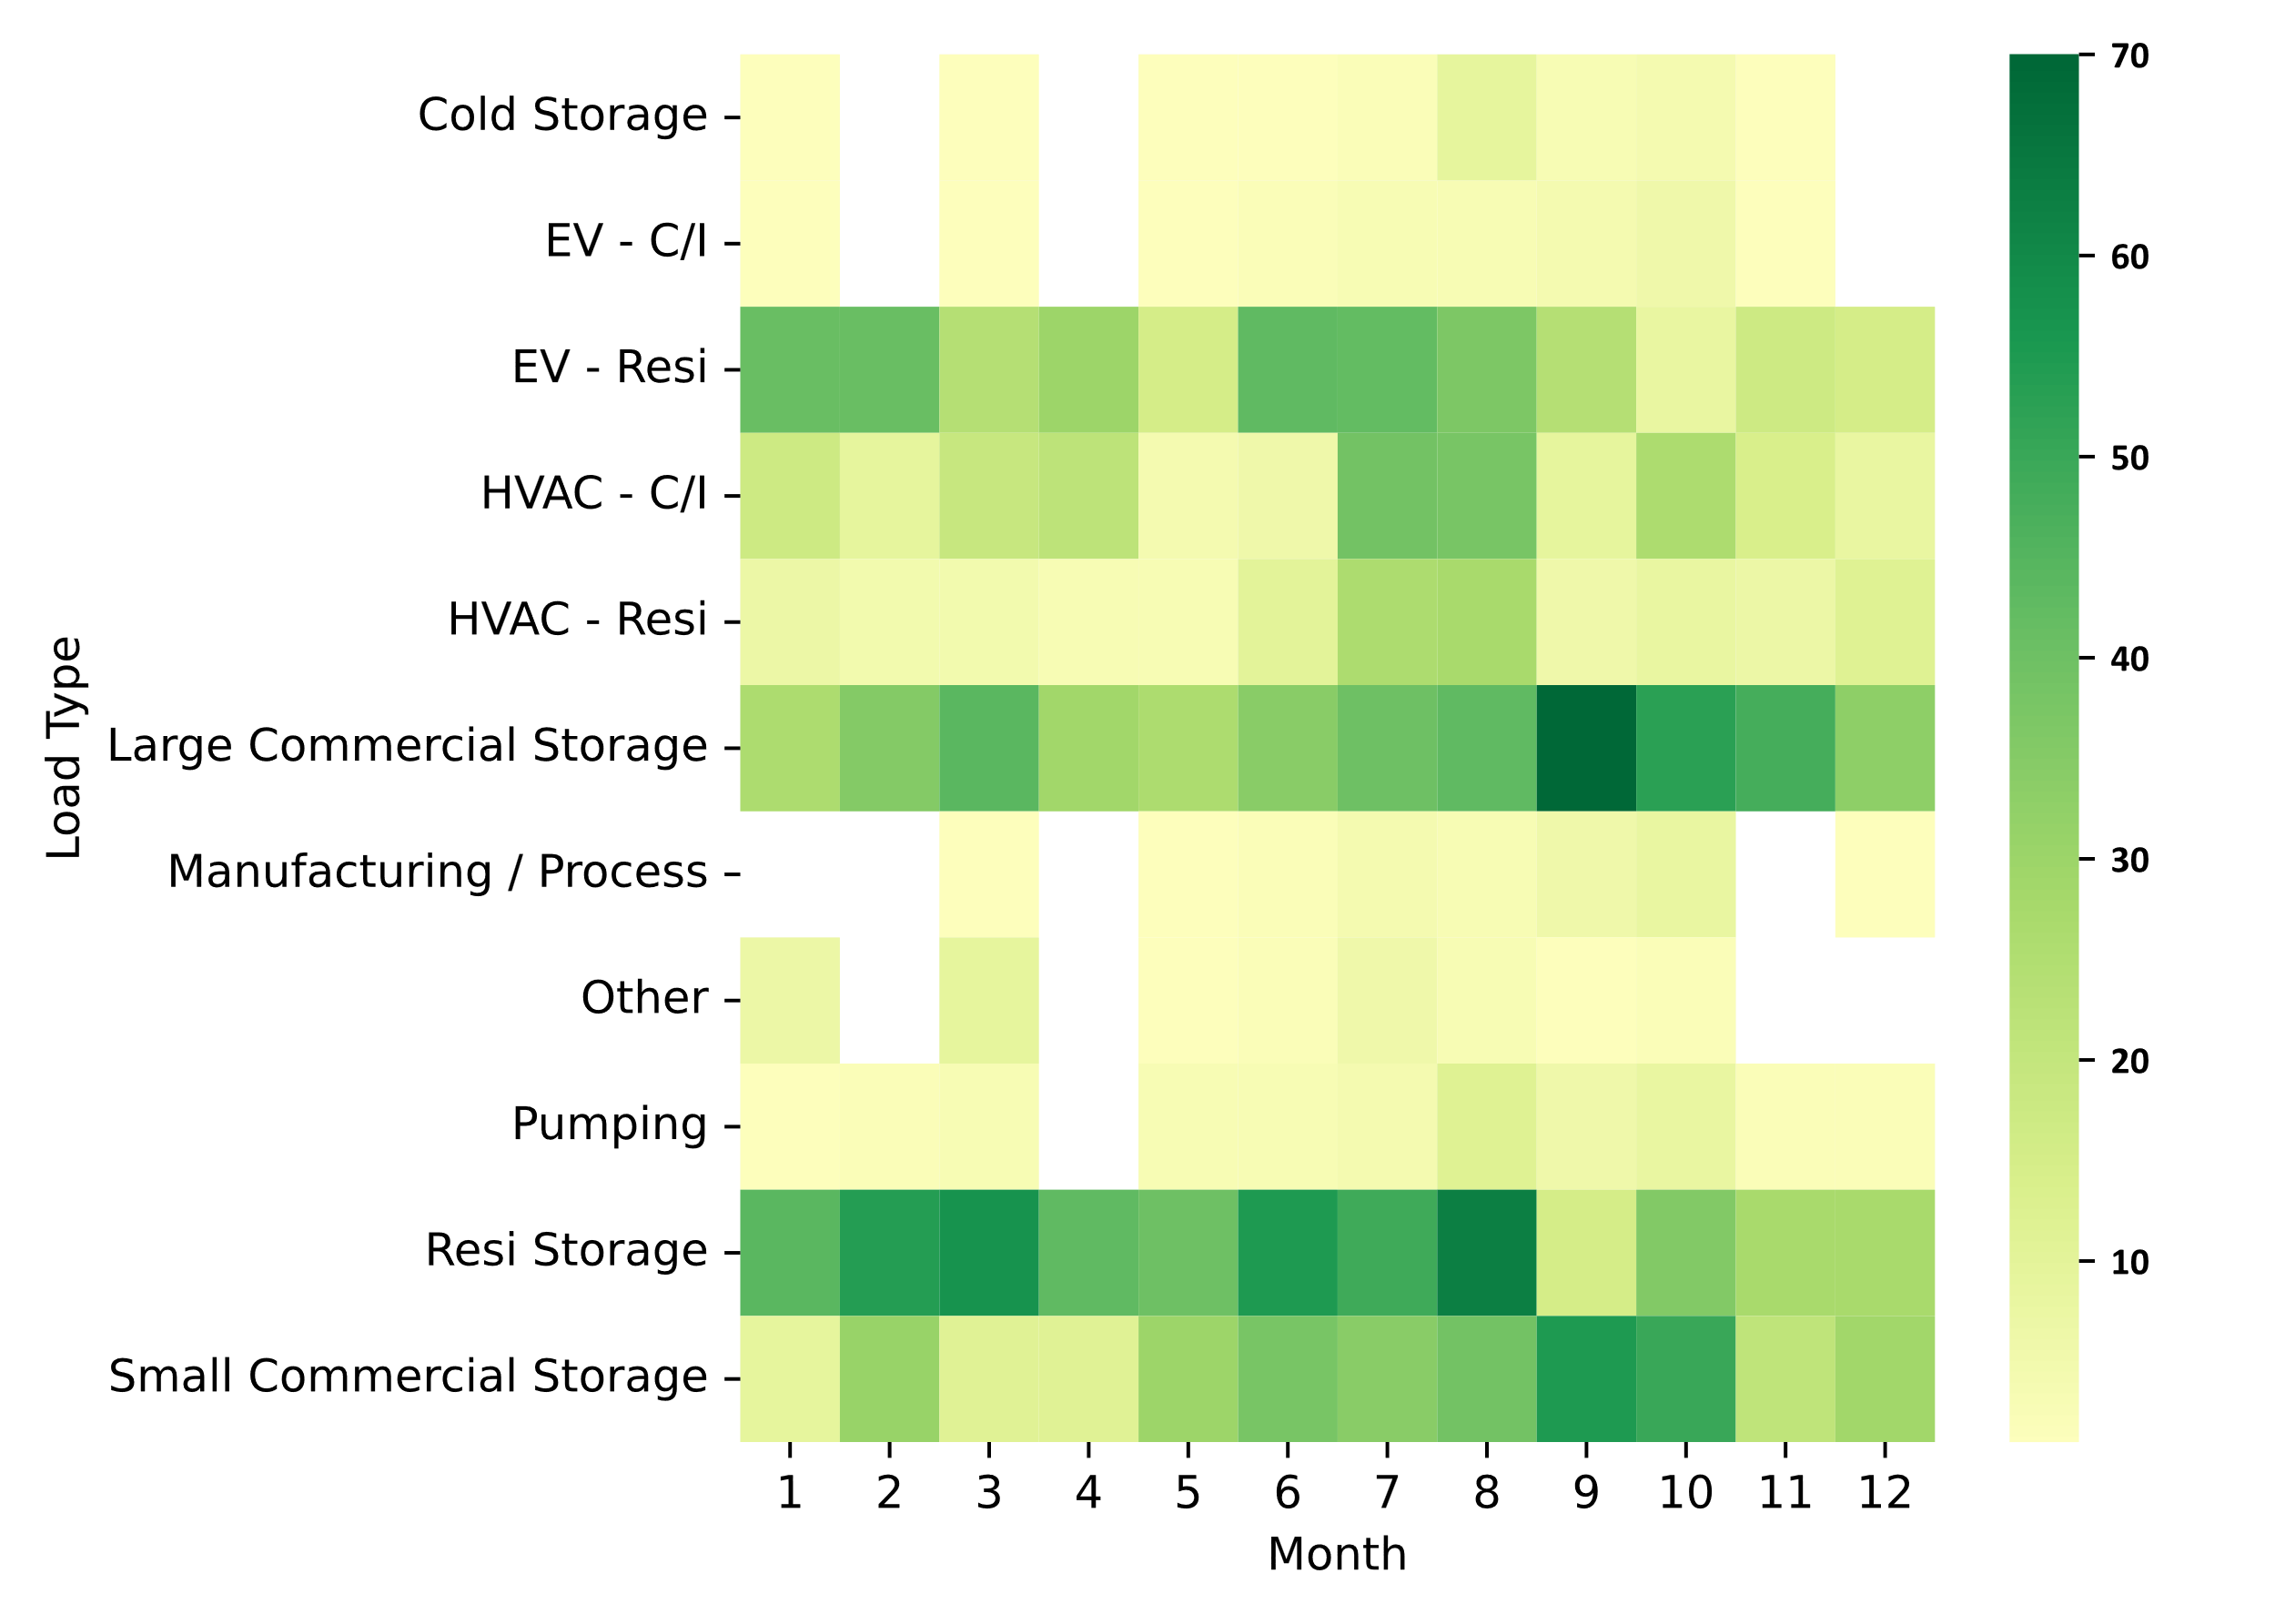 Load Type
Cold Storage
EV - C/I
EV - Resi
HVAC - C/I
HVAC - Resi
Large Commercial Storage
Manufacturing / Process
Other
Pumping
Resi Storage
Small Commercial Storage
1 2 3 4 5 6 7 8 9 10 11 12
Month
70
60
50
40
30
20
10